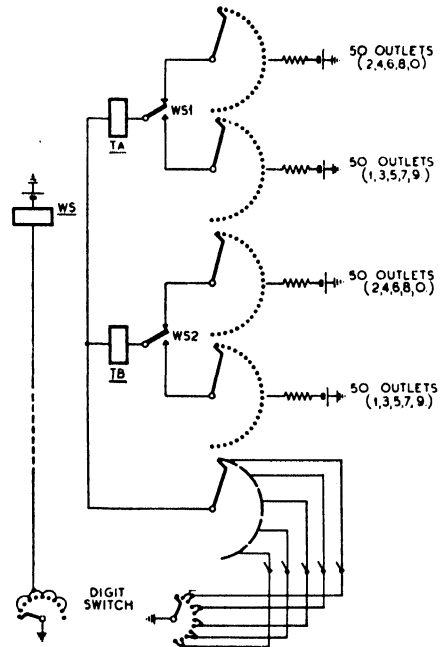 50 OUTLETS
(2,4,6,8,0)
WS1
TA
50 OUTLETS
(1,3,5,7,9.)
WS
50 OUTLETS
(2,4,6,8,0.)
WS2
TB
50 OUTLETS
(1,3,5,7,9.)
DIGIT
SWITCH